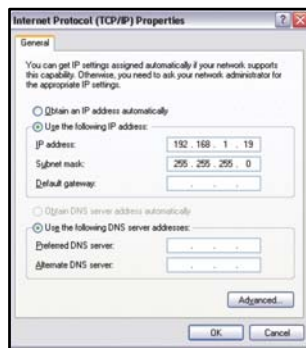 Internet Protocol (TCP/IP) Properties
General
You can get IP settings assigned automatically if your network supports
this capability. Otherwise, you need to ask your network administrator for
the appropriate IP settings.
Obtain an IP address automatically
Use the following IP address:
IP address: 192 . 168 . 1 . 19
Subnet mask: 255 . 255 . 255 . 0
Default gateway: . . .
Obtain DNS server address automatically
Use the following DNS server addresses:
Preferred DNS server: . . .
Alternate DNS server: . . .
Advanced...
OK Cancel